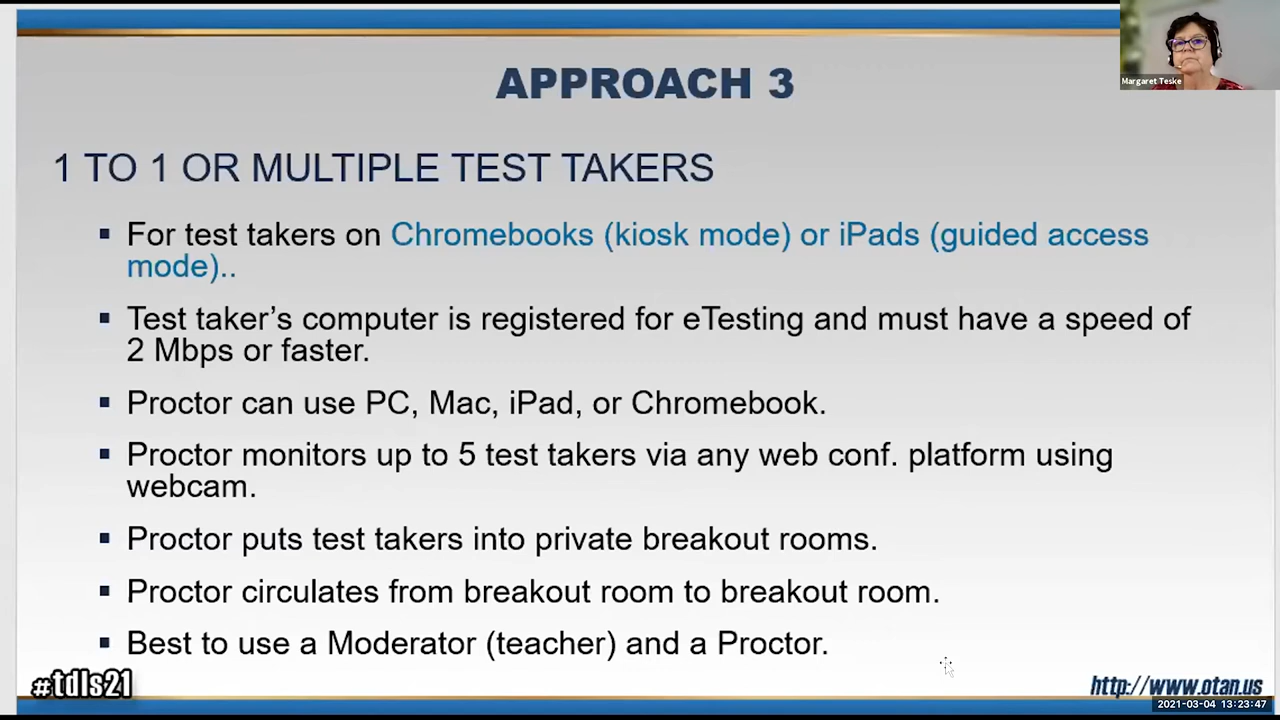 Margaret Teske
APPROACH 3
1 TO 1 OR MULTIPLE TEST TAKERS
For test takers on Chromebooks (kiosk mode) or iPads (guided access
mode)..
Test taker’s computer is registered for eTesting and must have a speed of
2 Mbps or faster.
Proctor can use PC, Mac, iPad, or Chromebook.
Proctor monitors up to 5 test takers via any web conf. platform using
webcam.
Proctor puts test takers into private breakout rooms.
Proctor circulates from breakout room to breakout room.
Best to use a Moderator (teacher) and a Proctor.
#tdls21
http://www.otan.us
2021-03-04 13:23:47